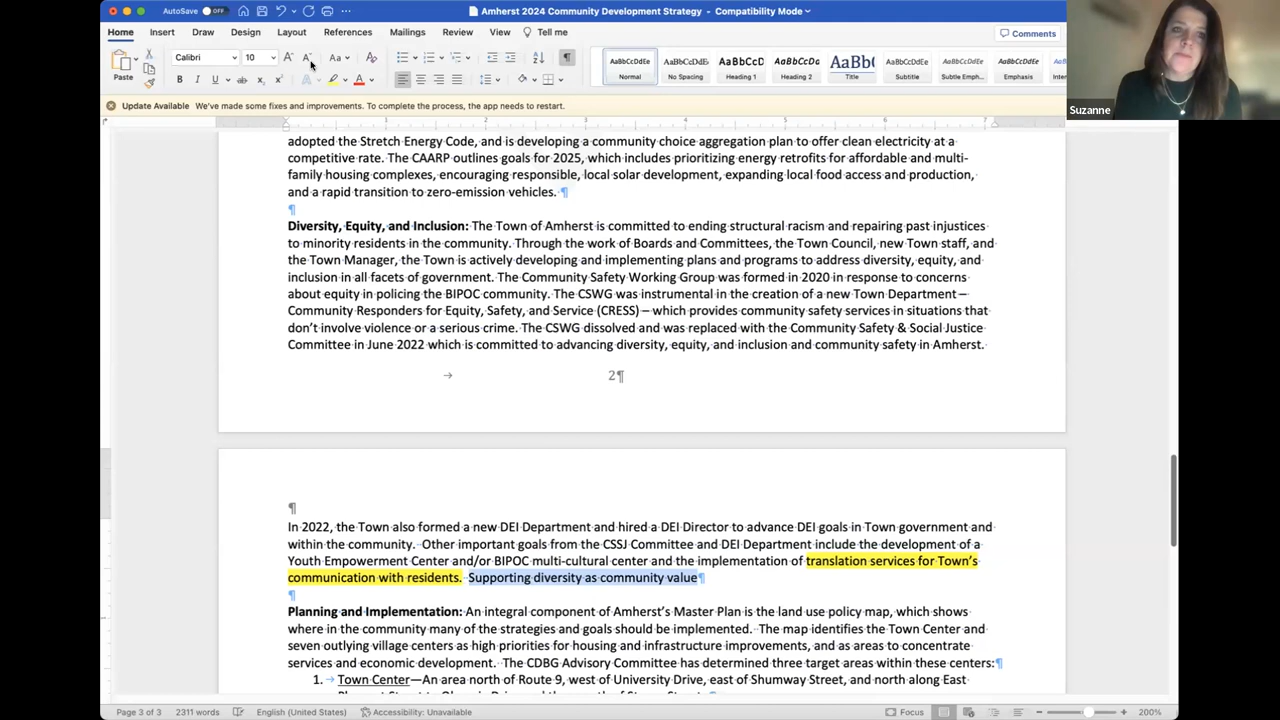 AutoSave OFF
Amherst 2024 Community Development Strategy - Compatibility Mode
Home Insert Draw Design Layout References Mailings Review View Tell me
Comments
Paste
Calibri 10
AaBbCcDdEe Normal
AaBbCcDdE No Spacing
AaBbCcD Heading 1
AaBbCcD Heading 2
AaBb Title
AaBbCcDdE Subtitle
AaBbCcDdEe Subtle Emph...
AaBbCcDdEe Emphasis
Suzanne
Update Available We've made some fixes and improvements. To complete the process, the app needs to restart.
1 2 3 4 5 6 7
adopted the Stretch Energy Code, and is developing a community choice aggregation plan to offer clean electricity at a
competitive rate. The CAARP outlines goals for 2025, which includes prioritizing energy retrofits for affordable and multi-
family housing complexes, encouraging responsible, local solar development, expanding local food access and production,
and a rapid transition to zero-emission vehicles. ¶
¶
Diversity, Equity, and Inclusion: The Town of Amherst is committed to ending structural racism and repairing past injustices
to minority residents in the community. Through the work of Boards and Committees, the Town Council, new Town staff, and
the Town Manager, the Town is actively developing and implementing plans and programs to address diversity, equity, and
inclusion in all facets of government. The Community Safety Working Group was formed in 2020 in response to concerns
about equity in policing the BIPOC community. The CSWG was instrumental in the creation of a new Town Department –
Community Responders for Equity, Safety, and Service (CRESS) – which provides community safety services in situations that
don't involve violence or a serious crime. The CSWG dissolved and was replaced with the Community Safety & Social Justice
Committee in June 2022 which is committed to advancing diversity, equity, and inclusion and community safety in Amherst.
→ 2¶
¶
In 2022, the Town also formed a new DEI Department and hired a DEI Director to advance DEI goals in Town government and
within the community. Other important goals from the CSSJ Committee and DEI Department include the development of a
Youth Empowerment Center and/or BIPOC multi-cultural center and the implementation of translation services for Town's
communication with residents. Supporting diversity as community value¶
¶
Planning and Implementation: An integral component of Amherst's Master Plan is the land use policy map, which shows
where in the community many of the strategies and goals should be implemented. The map identifies the Town Center and
seven outlying village centers as high priorities for housing and infrastructure improvements, and as areas to concentrate
services and economic development. The CDBG Advisory Committee has determined three target areas within these centers:¶
1. → Town Center—An area north of Route 9, west of University Drive, east of Shumway Street, and north along East
Page 3 of 3 2311 words English (United States) Accessibility: Unavailable Focus 200%